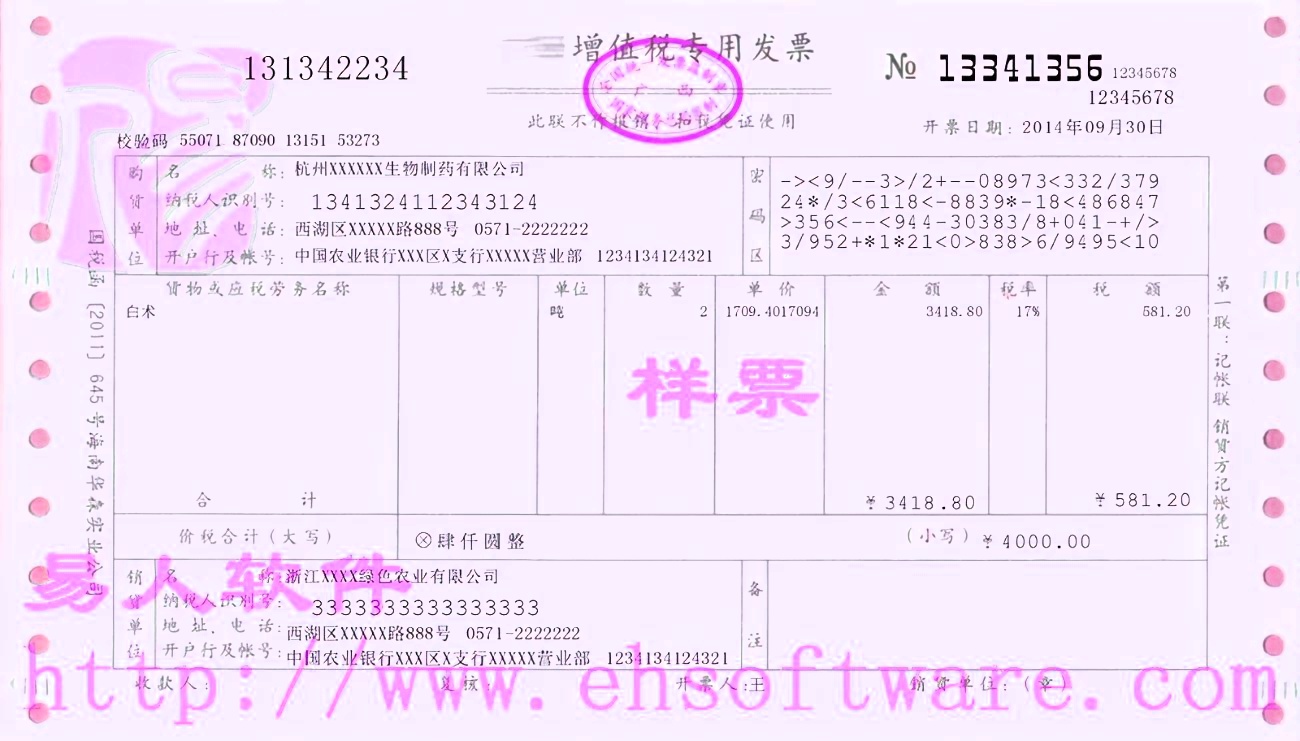 增值税专用发票
131342234
№ 13341356 12345678
12345678
此联不作报销、扣税凭证使用
开票日期：2014年09月30日
校验码 55071 87090 13151 53273
全国统一发票监制章
广西
购货单位
名称：杭州XXXXXX生物制药有限公司
纳税人识别号：1341324112343124
地址、电话：西湖区XXXXX路888号 0571-2222222
开户行及帐号：中国农业银行XXX区X支行XXXXX营业部 1234134124321
密码区
-><9/--3>/2+--08973<332/379
24*/3<6118<-8839*-18<486847
>356<--<944-30383/8+041-+/>
3/952+*1*21<0>838>6/9495<10
货物或应税劳务名称 规格型号 单位 数量 单价 金额 税率 税额
白术 吨 2 1709.4017094 3418.80 17% 581.20
样票
合计 ￥3418.80 ￥581.20
价税合计（大写） ⊗肆仟圆整 （小写）￥4000.00
销货单位
名称：浙江XXXX绿色农业有限公司
纳税人识别号：3333333333333333
地址、电话：西湖区XXXXX路888号 0571-2222222
开户行及帐号：中国农业银行XXX区X支行XXXXX营业部 1234134124321
备注
收款人： 复核： 开票人：王 销货单位：（章）
国税函〔2011〕645号海南华森实业公司
第一联：记帐联 销货方记帐凭证
易人软件
http://www.ehsoftware.com